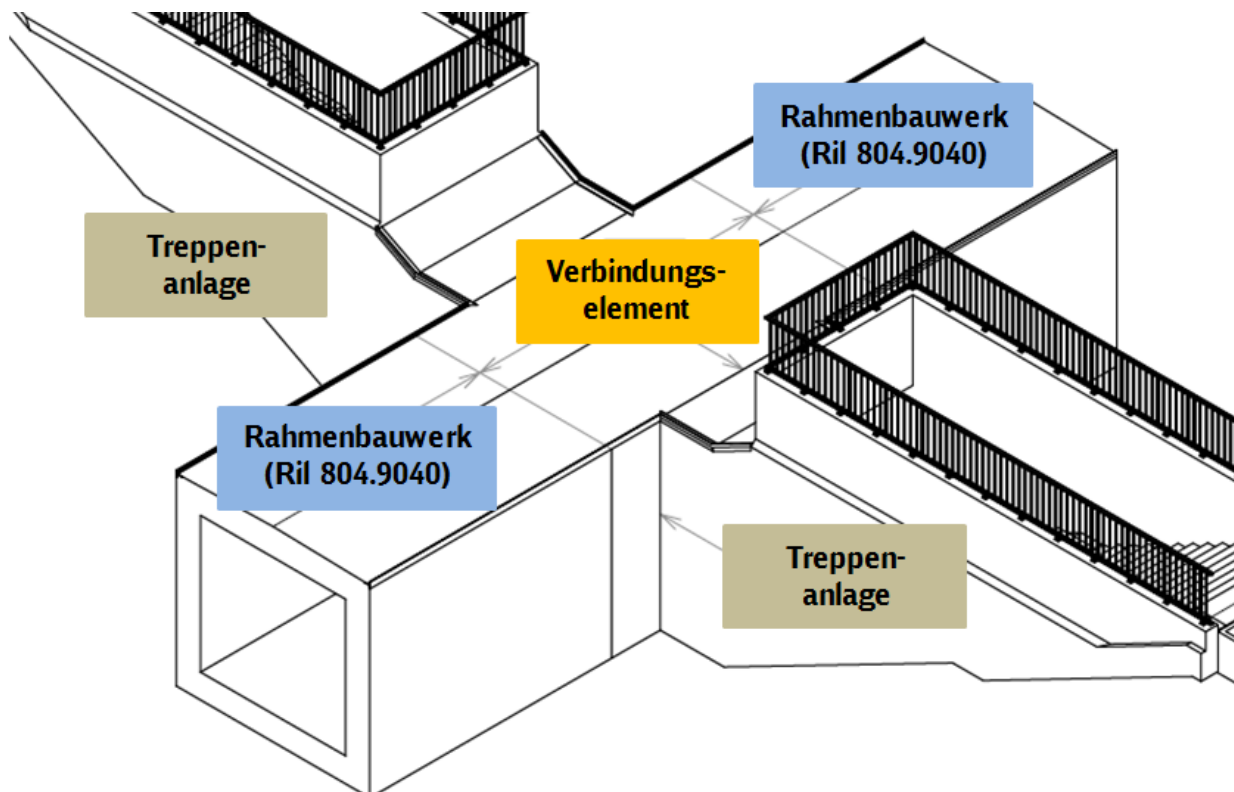 Rahmenbauwerk
(Ril 804.9040)
Treppen-
anlage
Verbindungs-
element
Rahmenbauwerk
(Ril 804.9040)
Treppen-
anlage